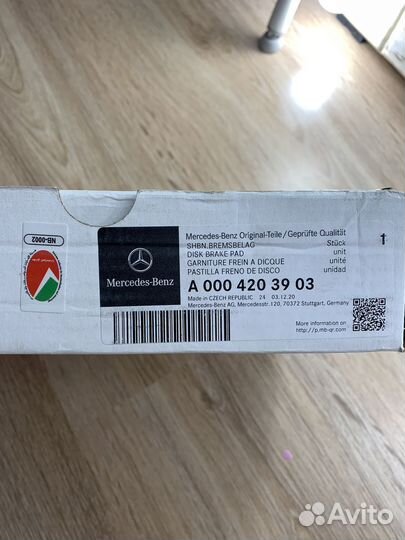 NB-0002
Mercedes-Benz
Mercedes-Benz Original-Teile/Geprüfte Qualität
SHBN.BREMSBELAG Stück
DISK BRAKE PAD unit
GARNITURE FREIN A DICQUE unité
PASTILLA FRENO DE DISCO unidad
1
A 000 420 39 03
Made in CZECH REPUBLIC 24 03.12.20
Mercedes-Benz AG, Mercedesstr.120, 70372 Stuttgart, Germany
More information on
http://p.mb-qr.com/
Avito